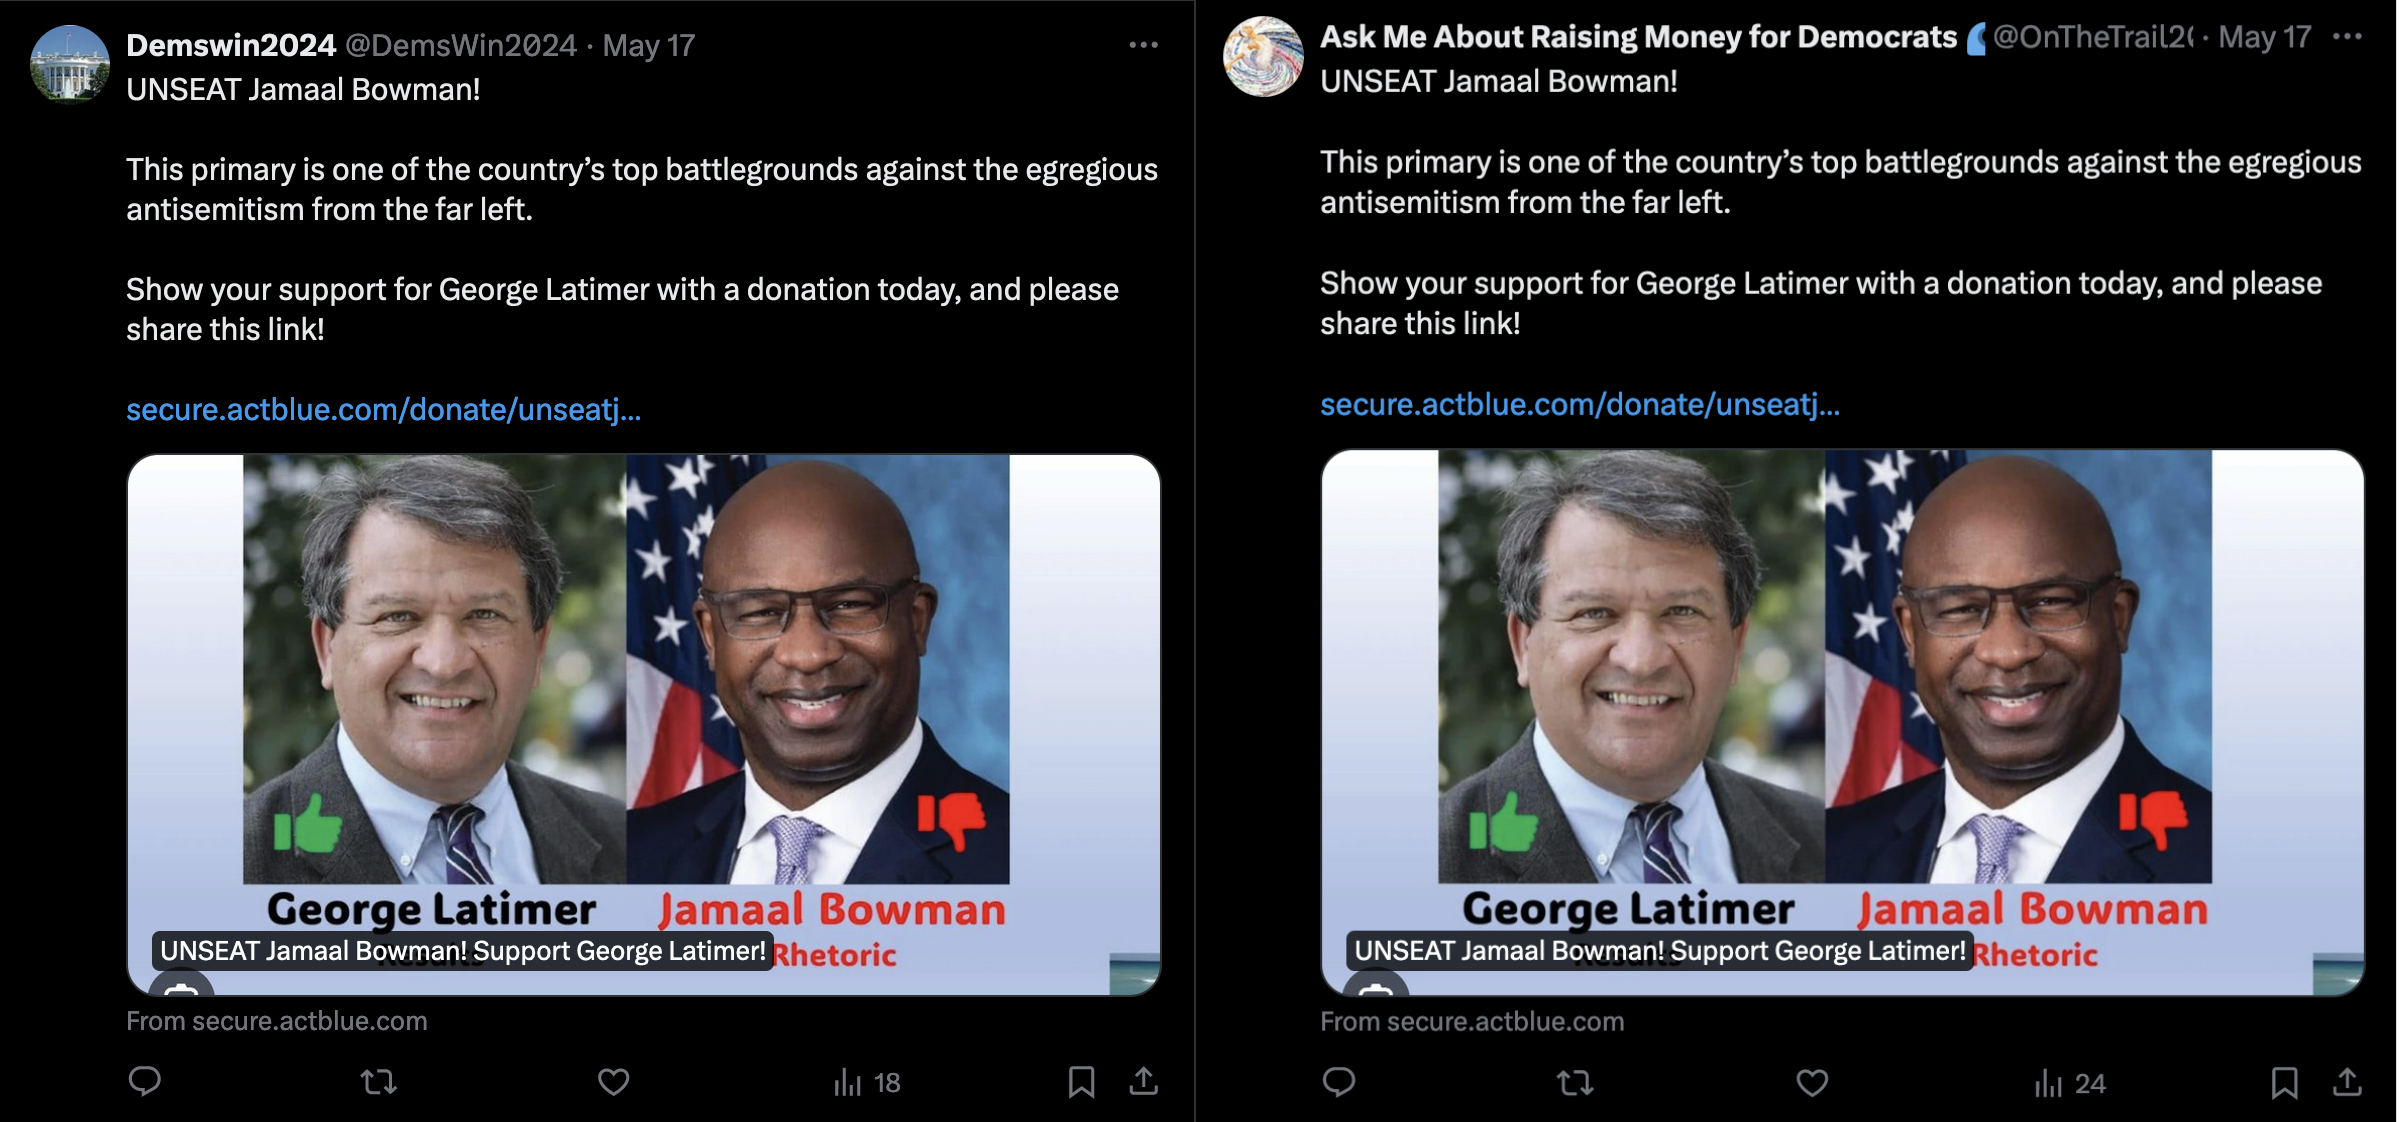 Demswin2024 @DemsWin2024 · May 17
UNSEAT Jamaal Bowman!
This primary is one of the country’s top battlegrounds against the egregious
antisemitism from the far left.
Show your support for George Latimer with a donation today, and please
share this link!
secure.actblue.com/donate/unseatj...
George Latimer
Jamaal Bowman
Results
Rhetoric
UNSEAT Jamaal Bowman! Support George Latimer!
From secure.actblue.com
18
Ask Me About Raising Money for Democrats @OnTheTrail2 · May 17
UNSEAT Jamaal Bowman!
This primary is one of the country’s top battlegrounds against the egregious
antisemitism from the far left.
Show your support for George Latimer with a donation today, and please
share this link!
secure.actblue.com/donate/unseatj...
George Latimer
Jamaal Bowman
Results
Rhetoric
UNSEAT Jamaal Bowman! Support George Latimer!
From secure.actblue.com
24